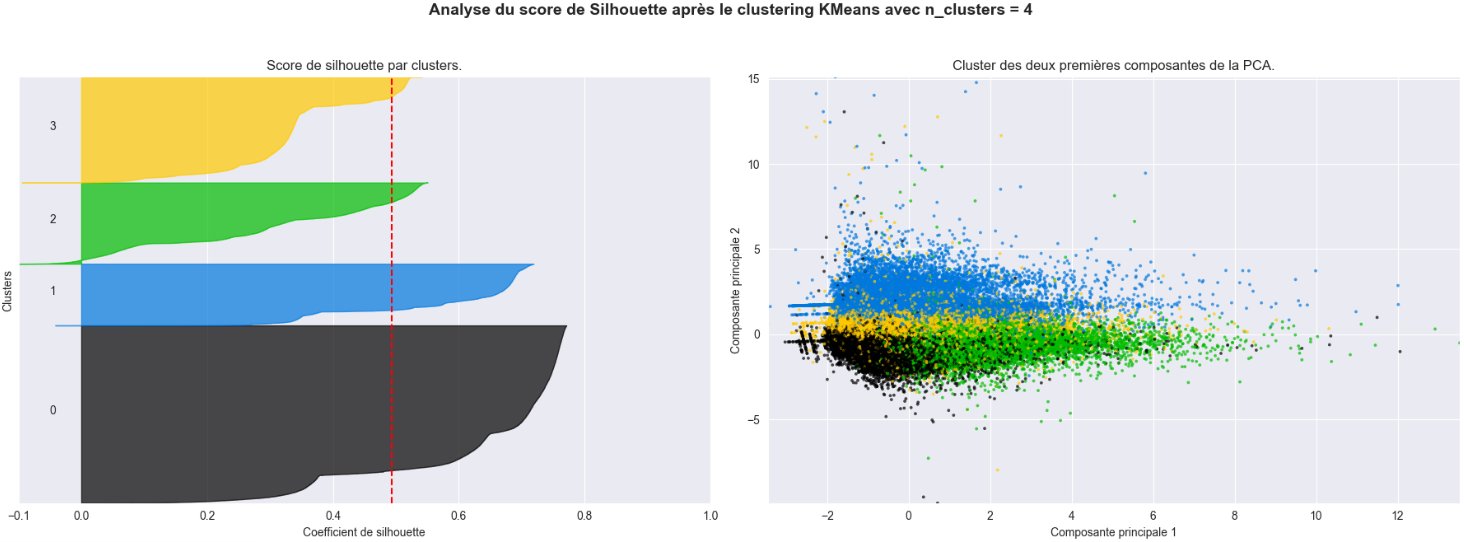 Analyse du score de Silhouette après le clustering KMeans avec n_clusters = 4
Score de silhouette par clusters.
Clusters
3
2
1
0
−0.1 0.0 0.2 0.4 0.6 0.8 1.0
Coefficient de silhouette
Cluster des deux premières composantes de la PCA.
Composante principale 2
15
10
5
0
−5
−2 0 2 4 6 8 10 12
Composante principale 1